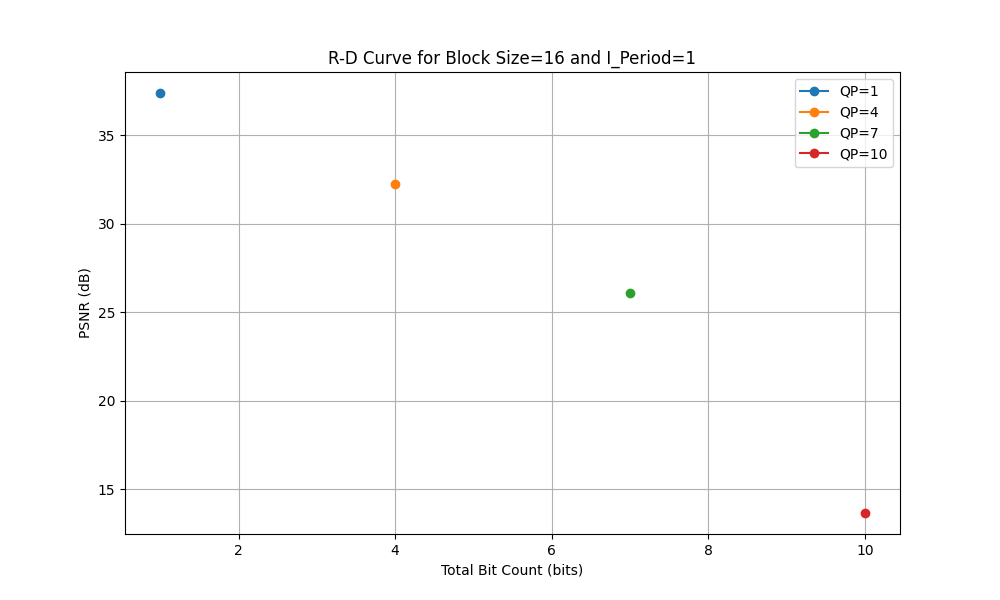 R-D Curve for Block Size=16 and I_Period=1
QP=1
QP=4
QP=7
QP=10
35
30
25
20
15
PSNR (dB)
2 4 6 8 10
Total Bit Count (bits)